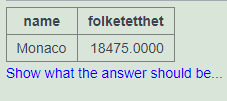 name folketetthet
Monaco 18475.0000
Show what the answer should be...